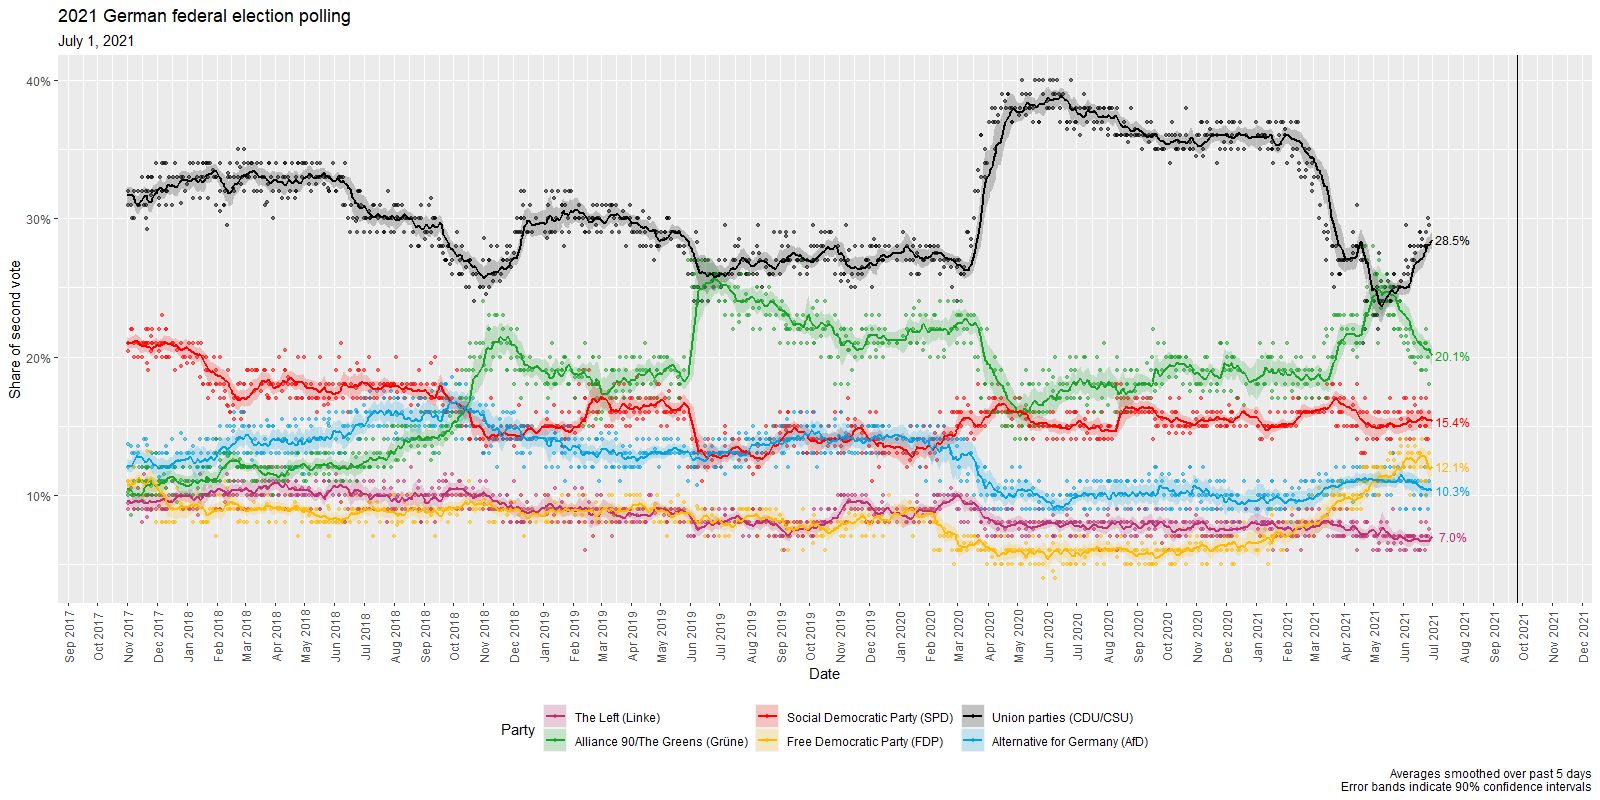 2021 German federal election polling
July 1, 2021
40%
30%
20%
10%
Share of second vote
28.5%
20.1%
15.4%
12.1%
10.3%
7.0%
Sep 2017
Oct 2017
Nov 2017
Dec 2017
Jan 2018
Feb 2018
Mar 2018
Apr 2018
May 2018
Jun 2018
Jul 2018
Aug 2018
Sep 2018
Oct 2018
Nov 2018
Dec 2018
Jan 2019
Feb 2019
Mar 2019
Apr 2019
May 2019
Jun 2019
Jul 2019
Aug 2019
Sep 2019
Oct 2019
Nov 2019
Dec 2019
Jan 2020
Feb 2020
Mar 2020
Apr 2020
May 2020
Jun 2020
Jul 2020
Aug 2020
Sep 2020
Oct 2020
Nov 2020
Dec 2020
Jan 2021
Feb 2021
Mar 2021
Apr 2021
May 2021
Jun 2021
Jul 2021
Aug 2021
Sep 2021
Oct 2021
Nov 2021
Dec 2021
Date
Party
The Left (Linke)
Social Democratic Party (SPD)
Union parties (CDU/CSU)
Alliance 90/The Greens (Grüne)
Free Democratic Party (FDP)
Alternative for Germany (AfD)
Averages smoothed over past 5 days
Error bands indicate 90% confidence intervals